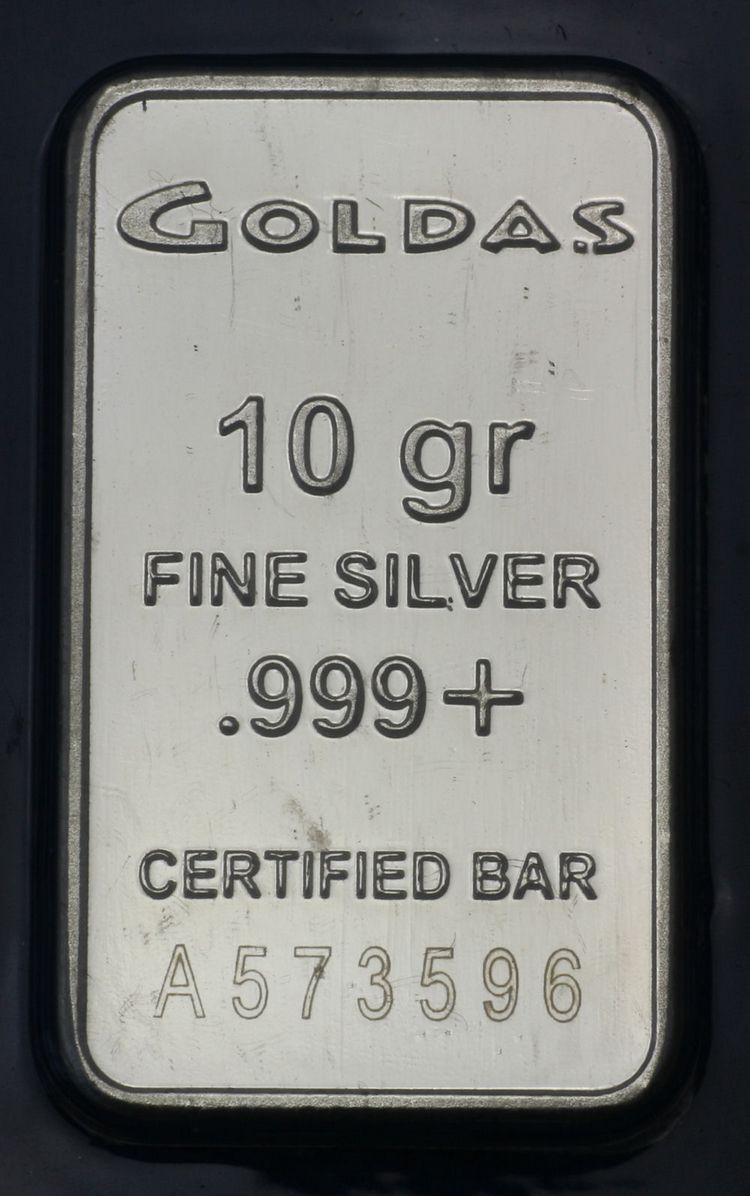 GOLDAS
10 gr
FINE SILVER
.999+
CERTIFIED BAR
A573596